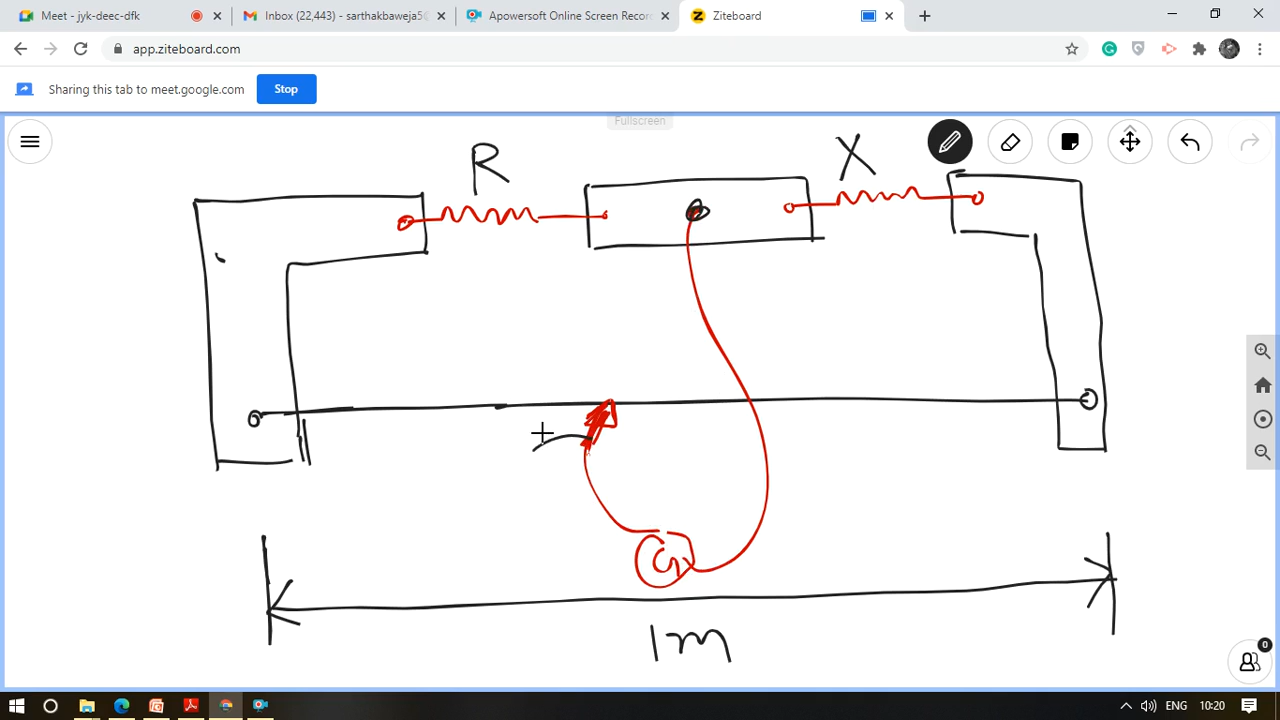 Meet - jyk-deec-dfk
Inbox (22,443) - sarthakbaweja5
Apowersoft Online Screen Recor
Ziteboard
app.ziteboard.com
Sharing this tab to meet.google.com
Stop
Fullscreen
R
X
G
1m
0
ENG
10:20